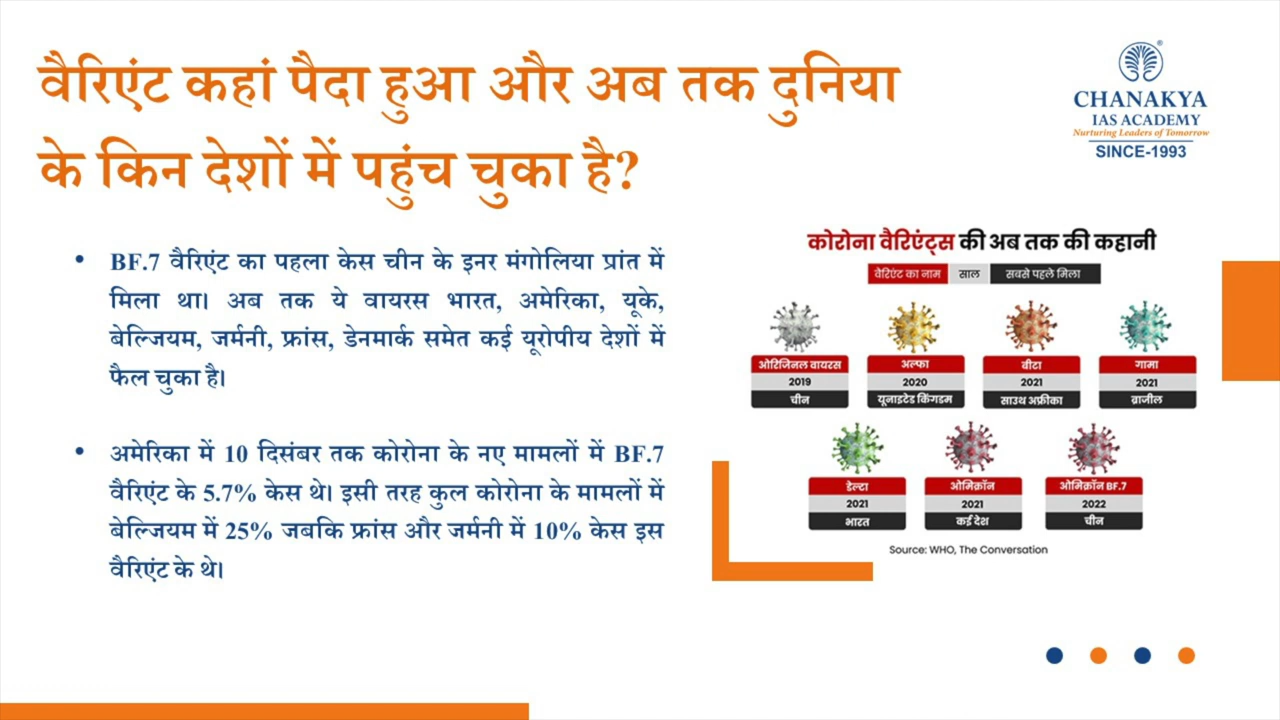 वैरिएंट कहां पैदा हुआ और अब तक दुनिया
के किन देशों में पहुंच चुका है?
CHANAKYA
IAS ACADEMY
Nurturing Leaders of Tomorrow
SINCE-1993
• BF.7 वैरिएंट का पहला केस चीन के इनर मंगोलिया प्रांत में
मिला था। अब तक ये वायरस भारत, अमेरिका, यूके,
बेल्जियम, जर्मनी, फ्रांस, डेनमार्क समेत कई यूरोपीय देशों में
फैल चुका है।
• अमेरिका में 10 दिसंबर तक कोरोना के नए मामलों में BF.7
वैरिएंट के 5.7% केस थे। इसी तरह कुल कोरोना के मामलों में
बेल्जियम में 25% जबकि फ्रांस और जर्मनी में 10% केस इस
वैरिएंट के थे।
कोरोना वैरिएंट्स की अब तक की कहानी
वेरिएंट का नाम साल सबसे पहले मिला
ओरिजिनल वायरस अल्फा बीटा गामा
2019 2020 2021 2021
चीन यूनाइटेड किंगडम साउथ अफ्रीका ब्राजील
डेल्टा ओमिक्रॉन ओमिक्रॉन BF.7
2021 2021 2022
भारत कई देश चीन
Source: WHO, The Conversation